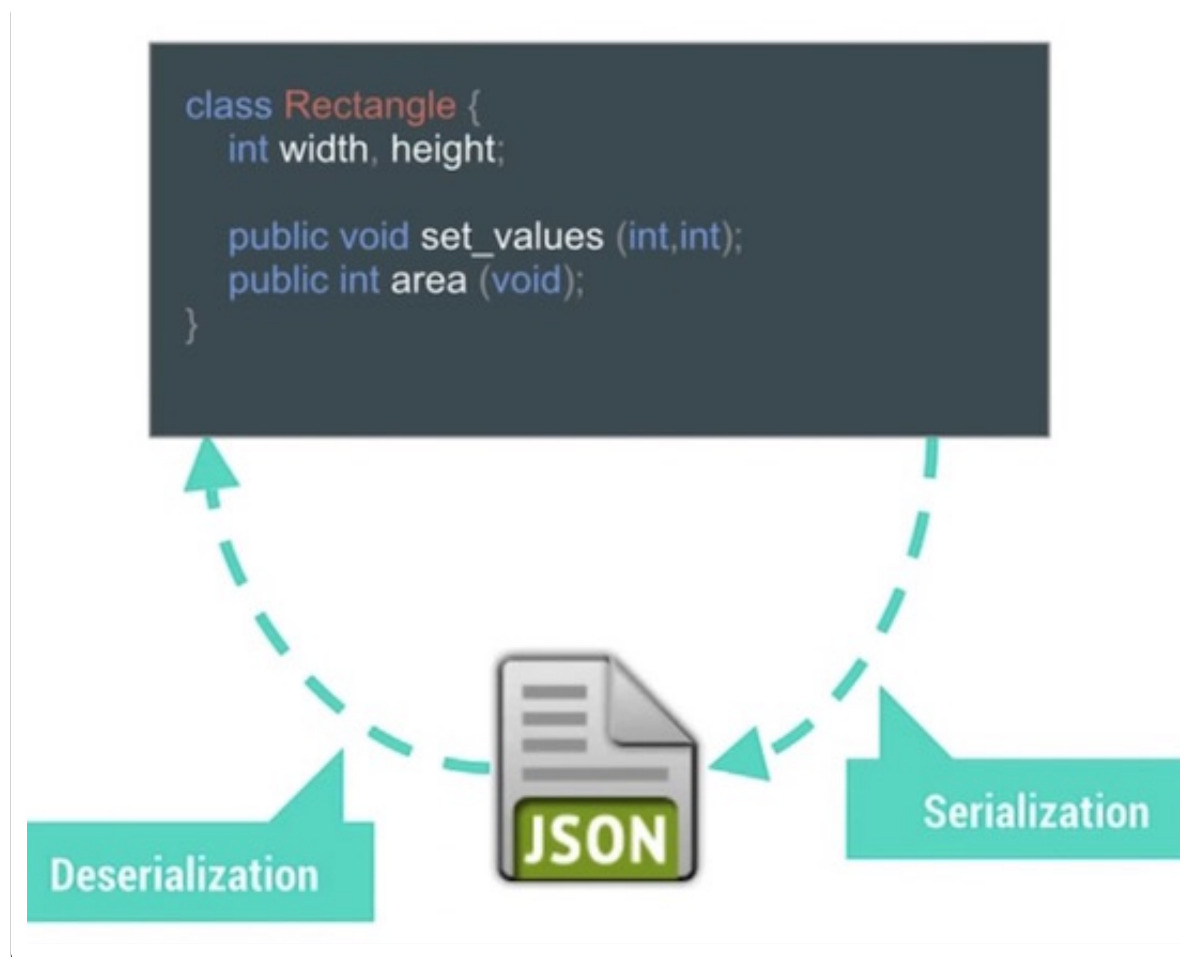 class Rectangle {
int width, height;
public void set_values (int,int);
public int area (void);
}
JSON
Serialization
Deserialization